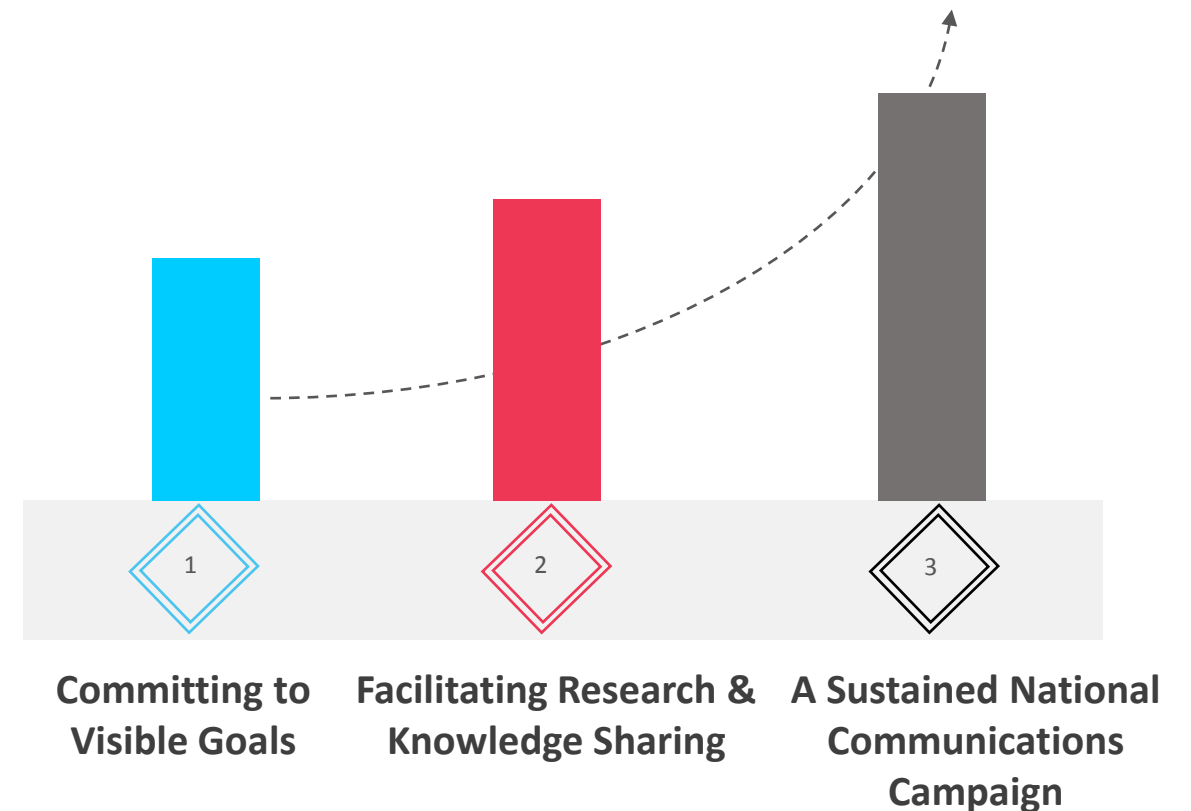 1
2
3
Committing to
Visible Goals
Facilitating Research &
Knowledge Sharing
A Sustained National
Communications
Campaign